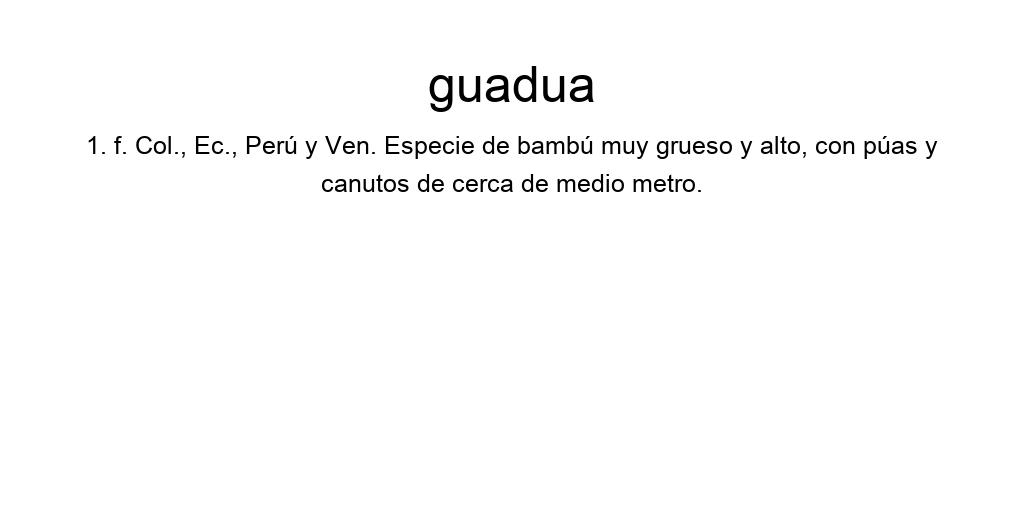 guadua
1. f. Col., Ec., Perú y Ven. Especie de bambú muy grueso y alto, con púas y
canutos de cerca de medio metro.